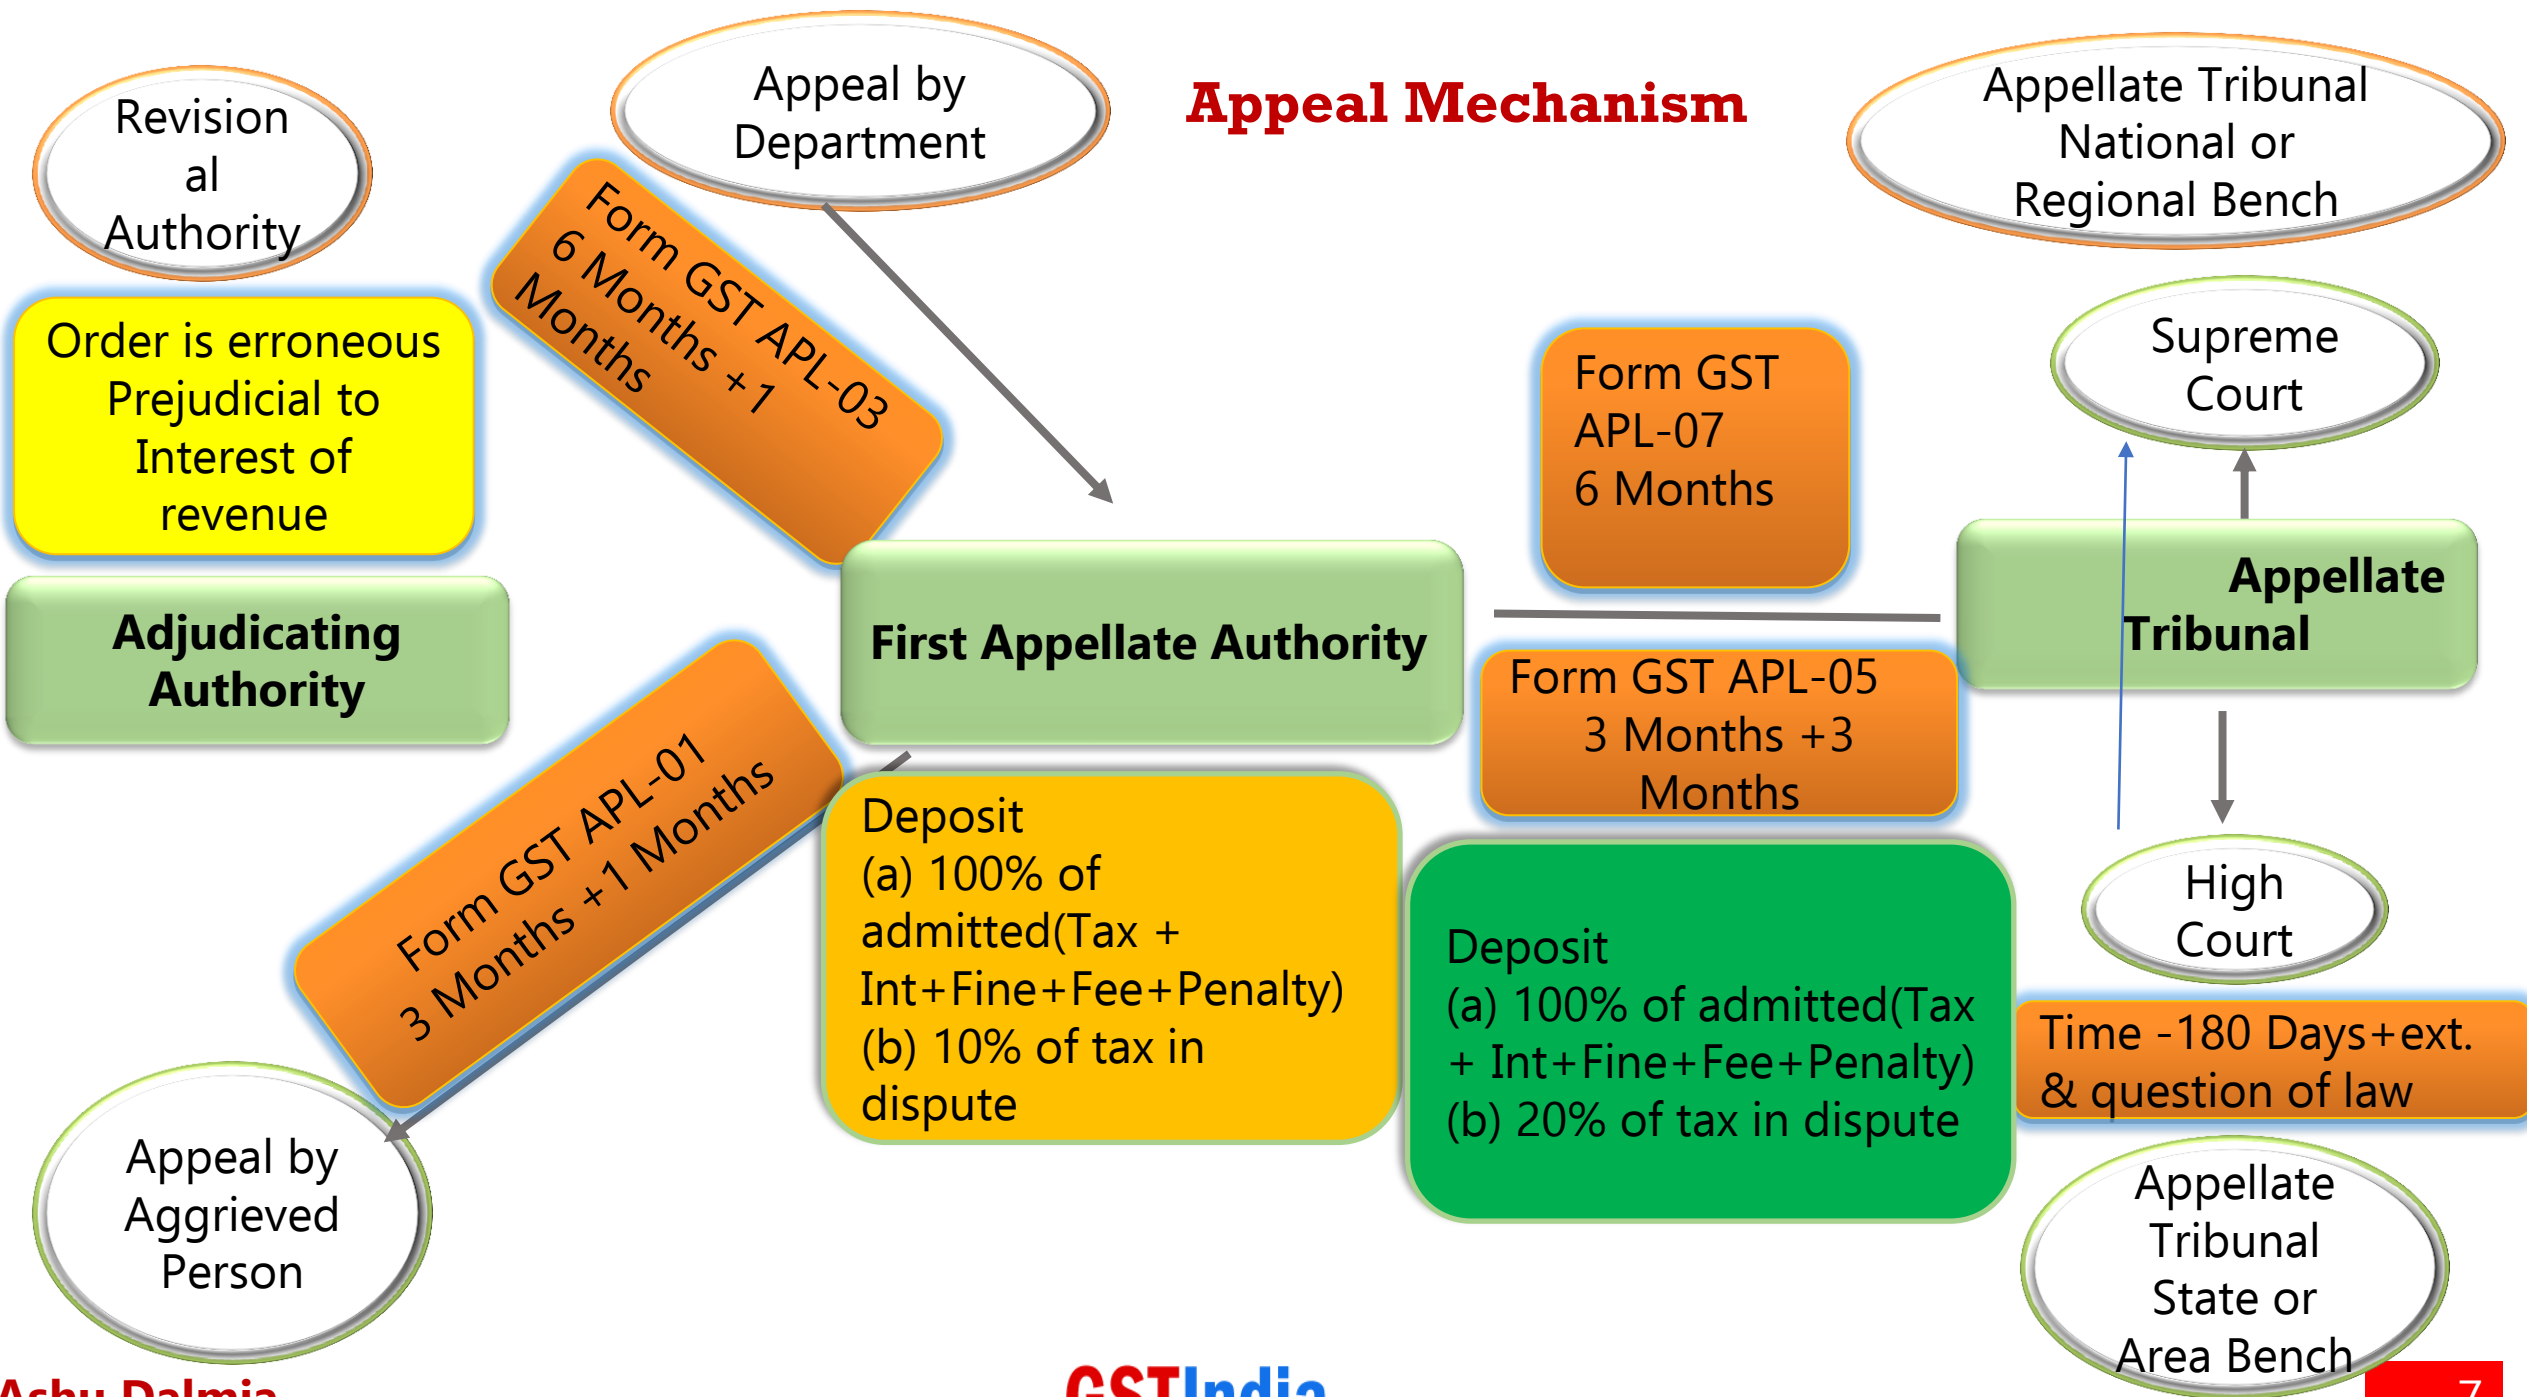 Appeal Mechanism
Revision
al
Authority
Appeal by
Department
Appellate Tribunal
National or
Regional Bench
Order is erroneous
Prejudicial to
Interest of
revenue
Form GST APL-03
6 Months +1
Months
Form GST
APL-07
6 Months
Supreme
Court
Adjudicating
Authority
First Appellate Authority
Appellate
Tribunal
Form GST APL-01
3 Months +1 Months
Form GST APL-05
3 Months +3
Months
Deposit
(a) 100% of
admitted(Tax +
Int+Fine+Fee+Penalty)
(b) 10% of tax in
dispute
Deposit
(a) 100% of admitted(Tax
+ Int+Fine+Fee+Penalty)
(b) 20% of tax in dispute
High
Court
Time -180 Days+ext.
& question of law
Appeal by
Aggrieved
Person
Appellate
Tribunal
State or
Area Bench
Ashu Dalmia
GSTIndia
7